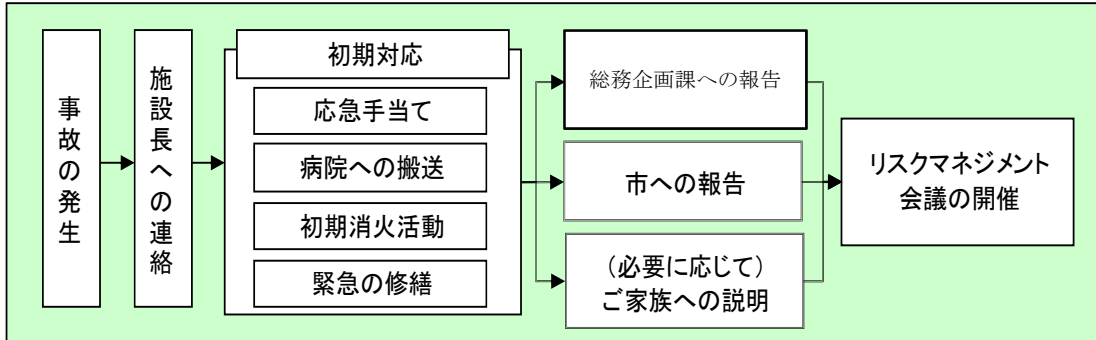 事故の発生
施設長への連絡
初期対応
応急手当て
病院への搬送
初期消火活動
緊急の修繕
総務企画課への報告
市への報告
（必要に応じて）
ご家族への説明
リスクマネジメント
会議の開催